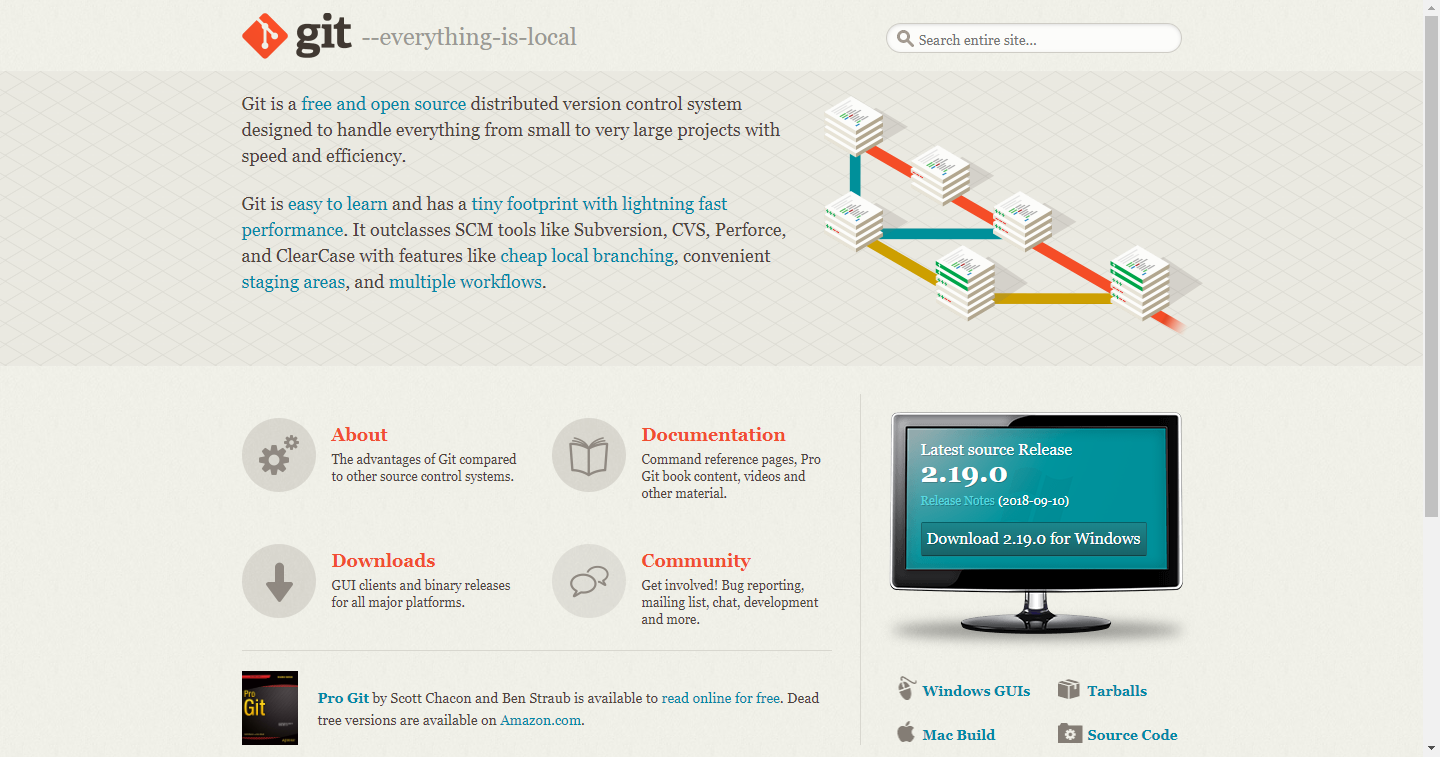 git --everything-is-local
Search entire site...
Git is a free and open source distributed version control system
designed to handle everything from small to very large projects with
speed and efficiency.
Git is easy to learn and has a tiny footprint with lightning fast
performance. It outclasses SCM tools like Subversion, CVS, Perforce,
and ClearCase with features like cheap local branching, convenient
staging areas, and multiple workflows.
About
The advantages of Git compared
to other source control systems.
Documentation
Command reference pages, Pro
Git book content, videos and
other material.
Downloads
GUI clients and binary releases
for all major platforms.
Community
Get involved! Bug reporting,
mailing list, chat, development
and more.
Pro
Git
Pro Git by Scott Chacon and Ben Straub is available to read online for free. Dead
tree versions are available on Amazon.com.
Latest source Release
2.19.0
Release Notes (2018-09-10)
Download 2.19.0 for Windows
Windows GUIs
Tarballs
Mac Build
Source Code